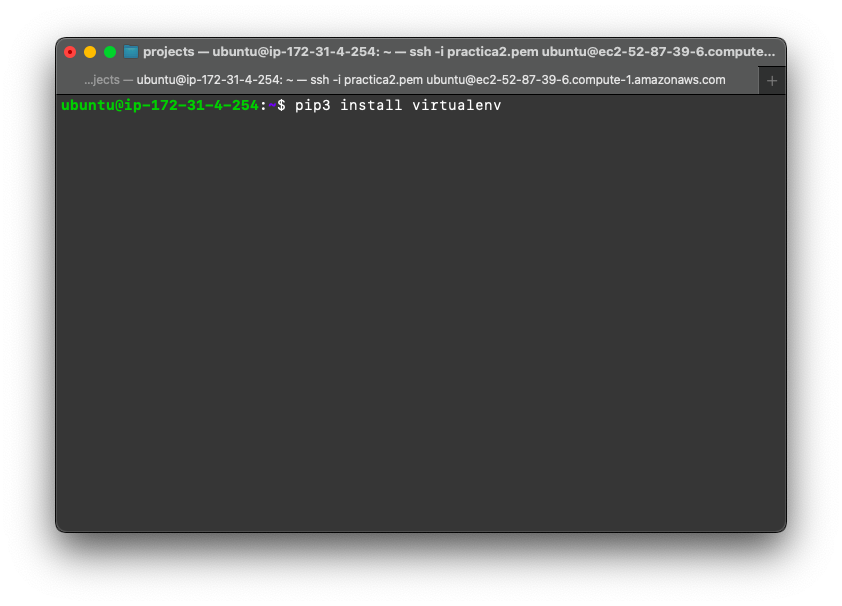 projects — ubuntu@ip-172-31-4-254: ~ — ssh -i practica2.pem ubuntu@ec2-52-87-39-6.compute...
...jects — ubuntu@ip-172-31-4-254: ~ — ssh -i practica2.pem ubuntu@ec2-52-87-39-6.compute-1.amazonaws.com +
ubuntu@ip-172-31-4-254:~$ pip3 install virtualenv